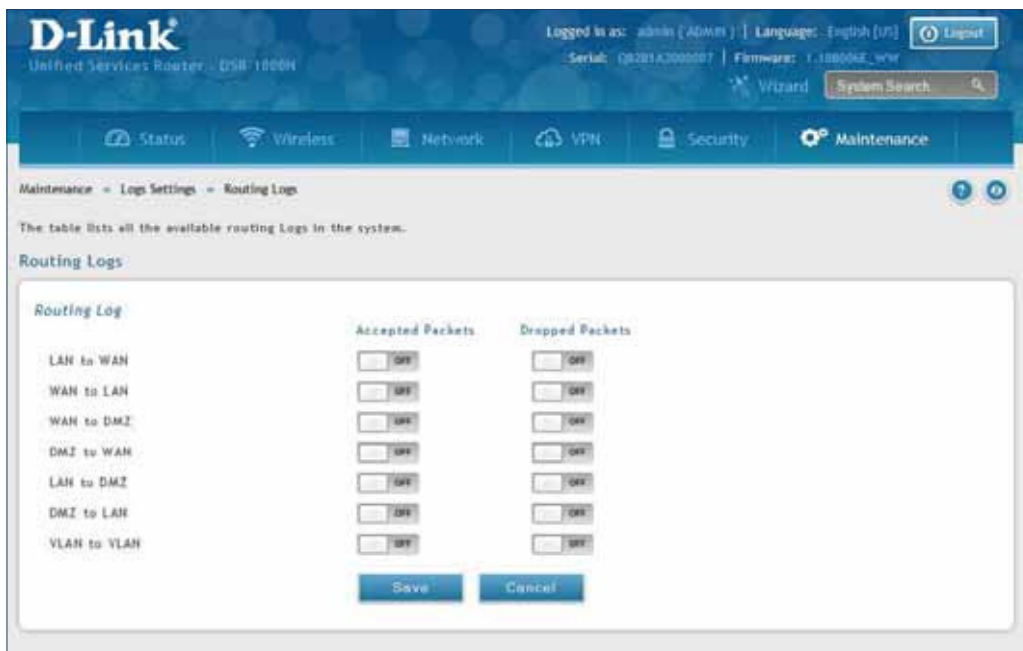 D-Link
Unified Services Router - DSR-1000N
Logged in as: admin ( ADMIN ) | Language: English [US]
Logout
Serial: | Firmware:
Wizard
System Search
Status
Wireless
Network
VPN
Security
Maintenance
Maintenance » Logs Settings » Routing Logs
The table lists all the available routing Logs in the system.
Routing Logs
Routing Log
Accepted Packets Dropped Packets
LAN to WAN OFF OFF
WAN to LAN OFF OFF
WAN to DMZ OFF OFF
DMZ to WAN OFF OFF
LAN to DMZ OFF OFF
DMZ to LAN OFF OFF
VLAN to VLAN OFF OFF
Save
Cancel